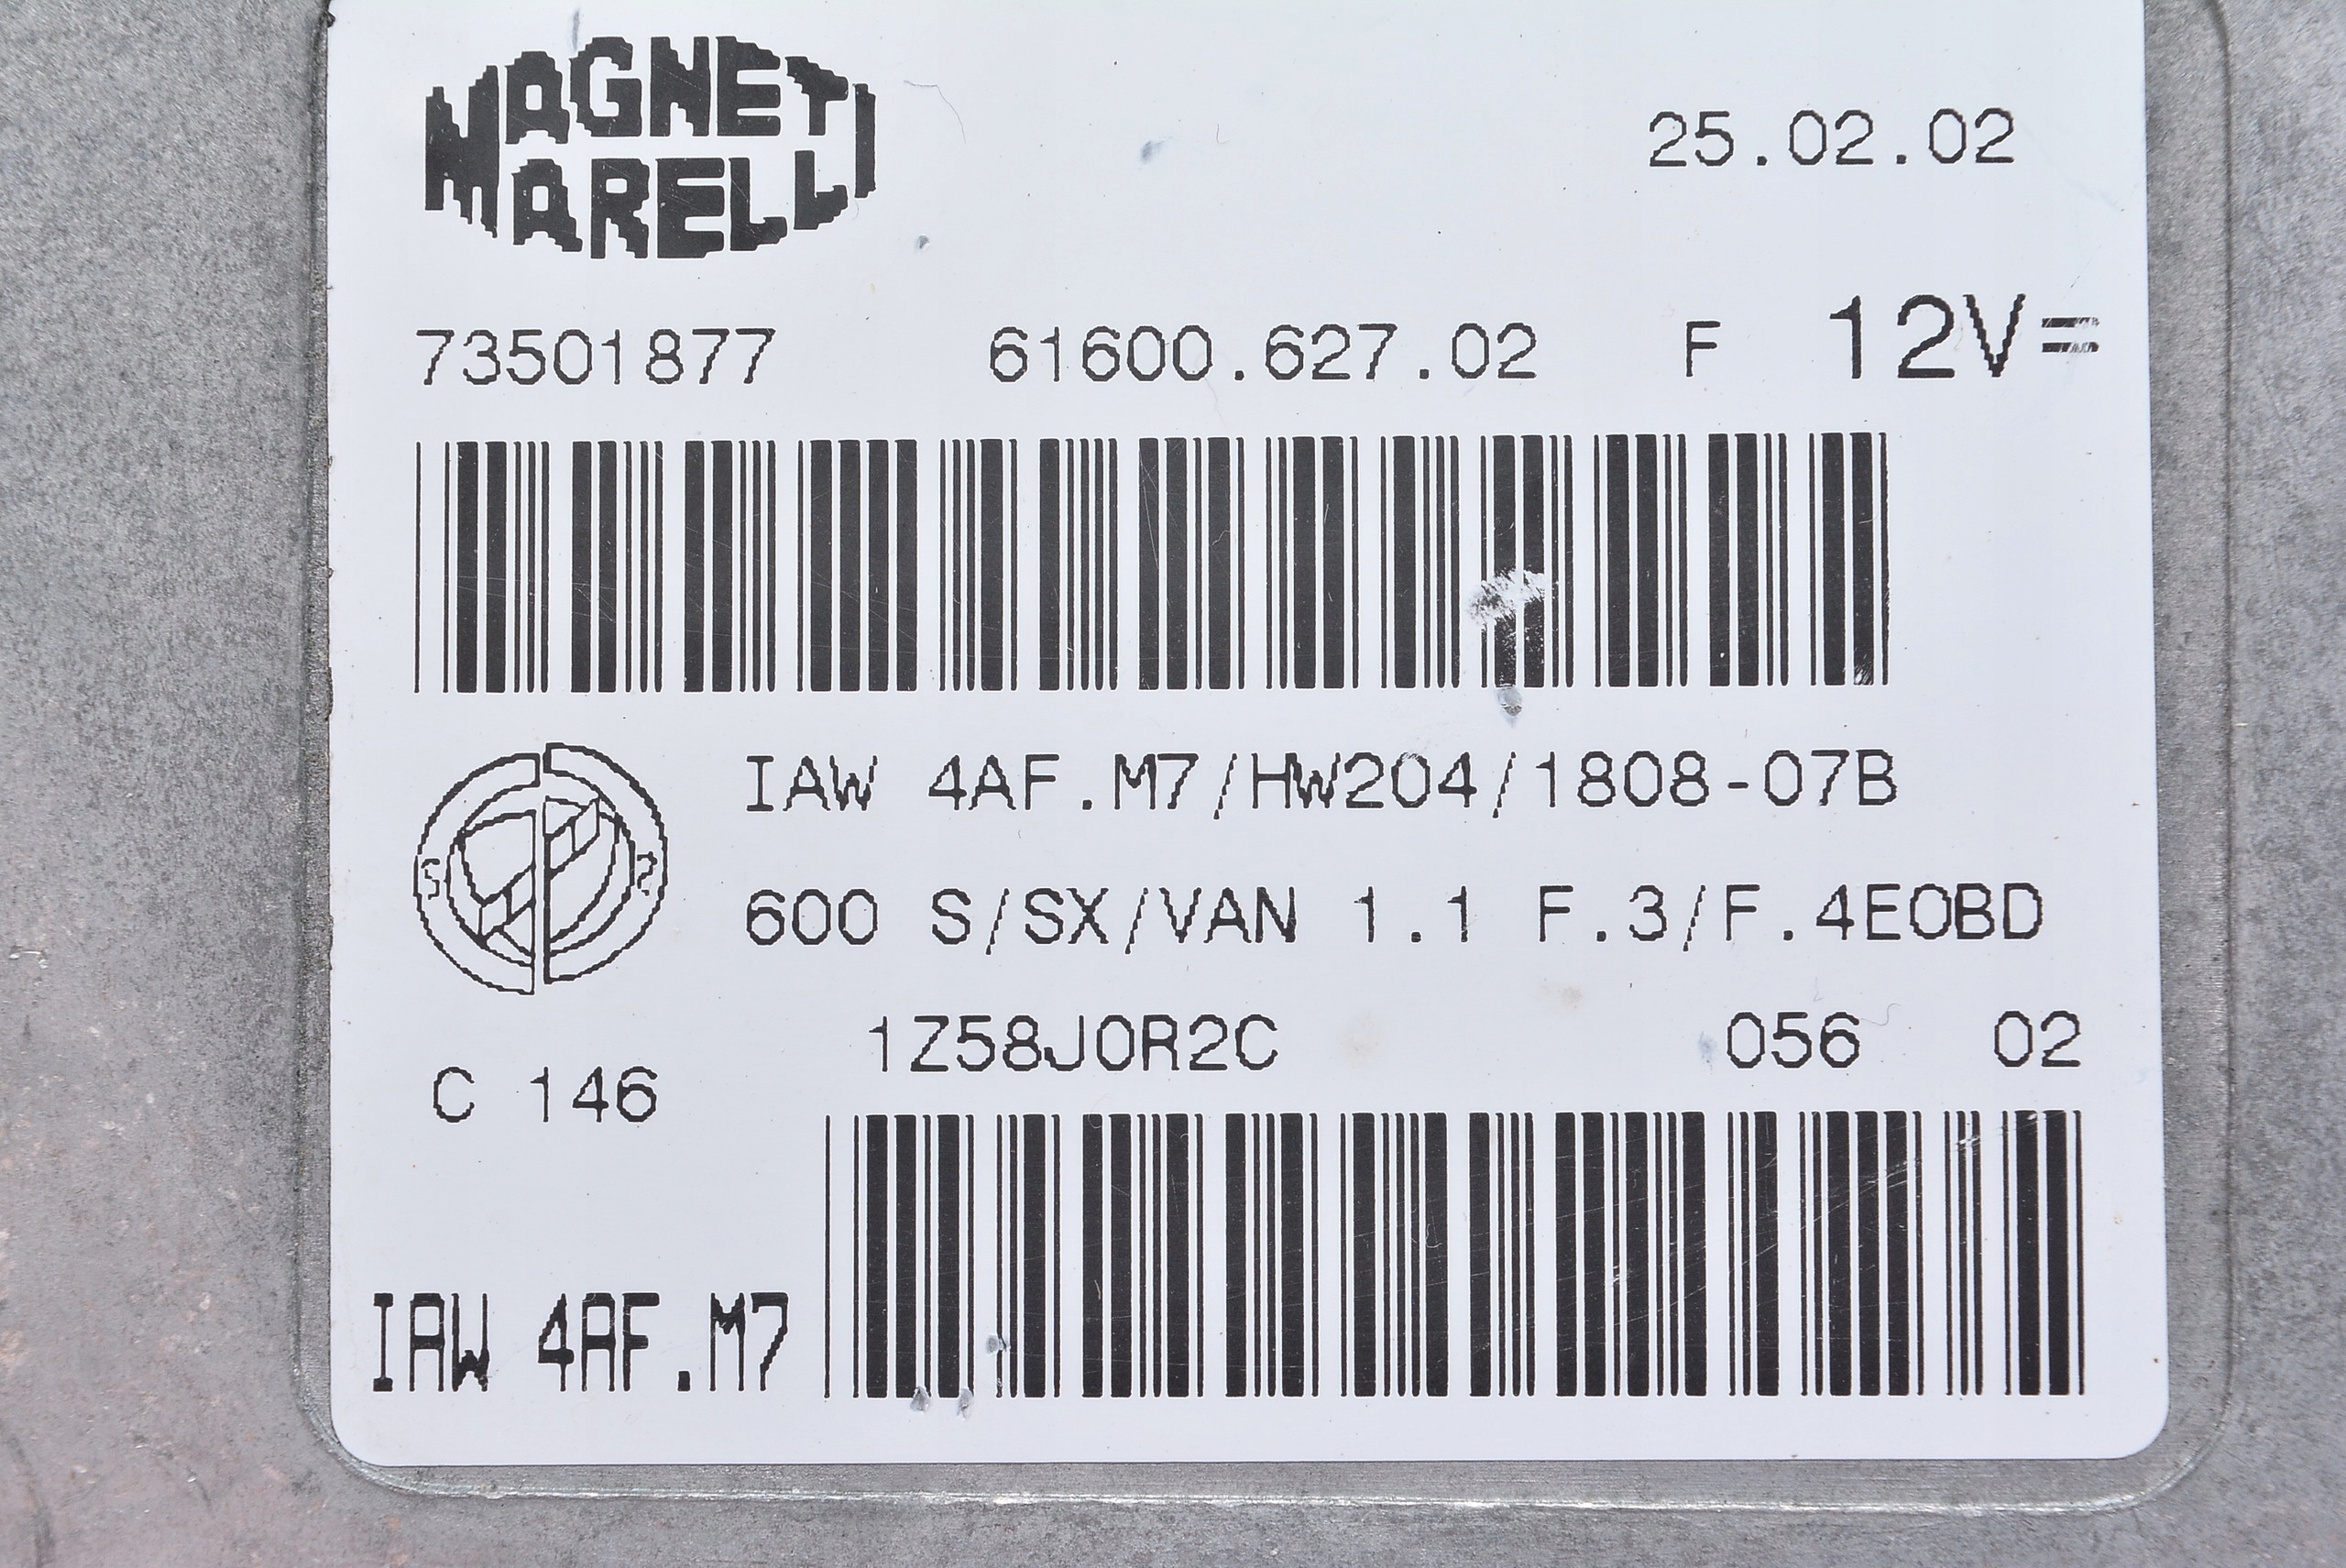 MAGNETI
MARELLI
25.02.02
73501877 61600.627.02 F 12V=
IAW 4AF.M7/HW204/1808-07B
600 S/SX/VAN 1.1 F.3/F.4EOBD
1Z58J0R2C 056 02
C 146
IAW 4AF.M7